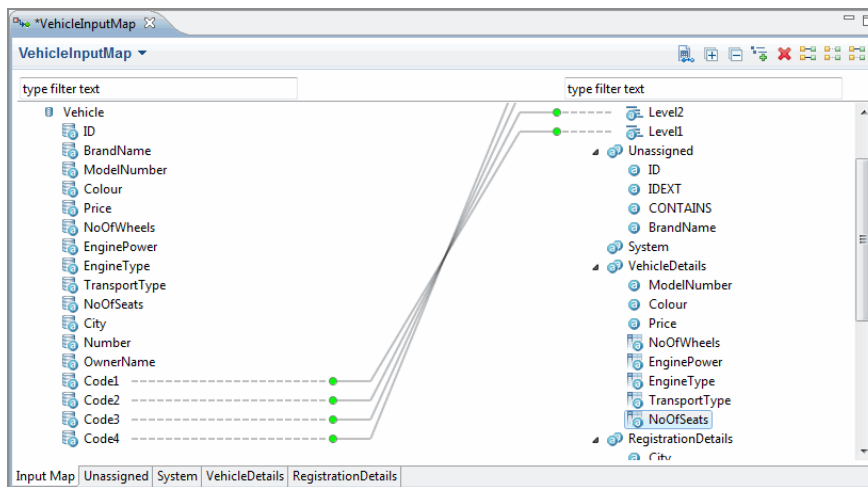 *VehicleInputMap
VehicleInputMap
type filter text
type filter text
Vehicle
ID
BrandName
ModelNumber
Colour
Price
NoOfWheels
EnginePower
EngineType
TransportType
NoOfSeats
City
Number
OwnerName
Code1
Code2
Code3
Code4
Level2
Level1
Unassigned
ID
IDEXT
CONTAINS
BrandName
System
VehicleDetails
ModelNumber
Colour
Price
NoOfWheels
EnginePower
EngineType
TransportType
NoOfSeats
RegistrationDetails
City
Input Map Unassigned System VehicleDetails RegistrationDetails